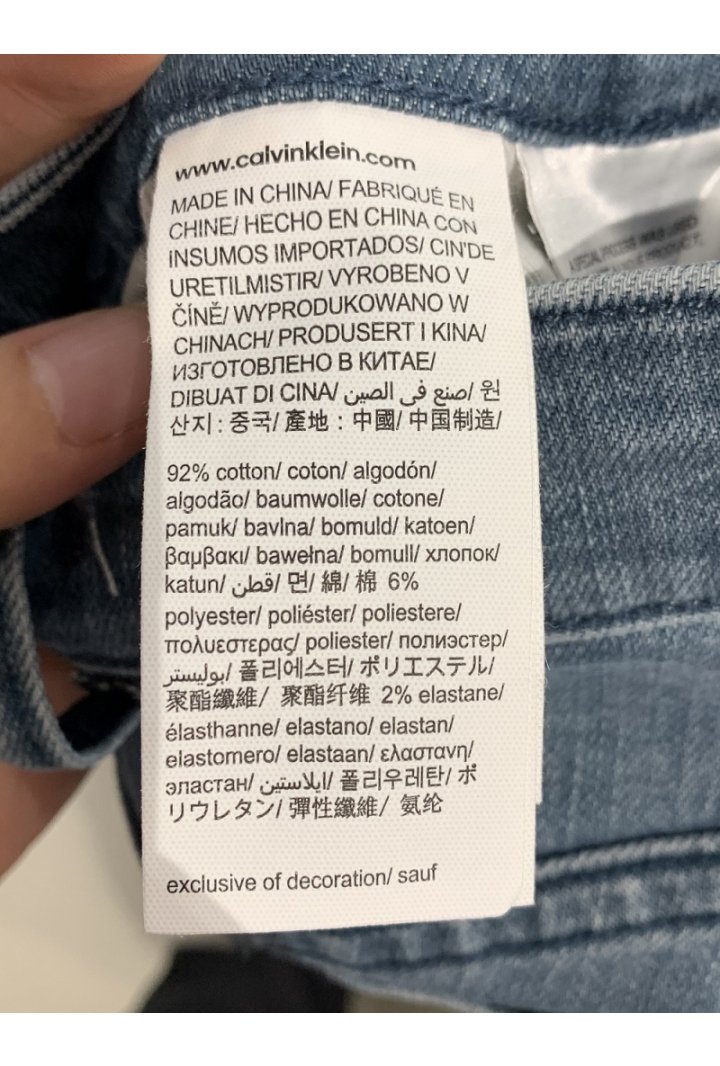 www.calvinklein.com
MADE IN CHINA/ FABRIQUÉ EN
CHINE/ HECHO EN CHINA CON
INSUMOS IMPORTADOS/ CIN'DE
URETILMISTIR/ VYROBENO V
ČÍNĚ/ WYPRODUKOWANO W
CHINACH/ PRODUSERT I KINA/
ИЗГОТОВЛЕНО В КИТАЕ/
DIBUAT DI CINA/ صنع في الصين/ 원
산지 : 중국/ 產地 : 中國/ 中国制造/
92% cotton/ coton/ algodón/
algodão/ baumwolle/ cotone/
pamuk/ bavlna/ bomuld/ katoen/
βαμβακι/ bawełna/ bomull/ хлопок/
katun/ قطن/ 면/ 綿/ 棉 6%
polyester/ poliéster/ poliestere/
πολυεστερας/ poliester/ полиэстер/
بوليستر/ 폴리에스터/ ポリエステル/
聚酯纖維/ 聚酯纤维 2% elastane/
élasthanne/ elastano/ elastan/
elastomero/ elastaan/ ελαστανη/
эластан/ ايلاستين/ 폴리우레탄/ ポ
リウレタン/ 彈性纖維/ 氨纶
exclusive of decoration/ sauf